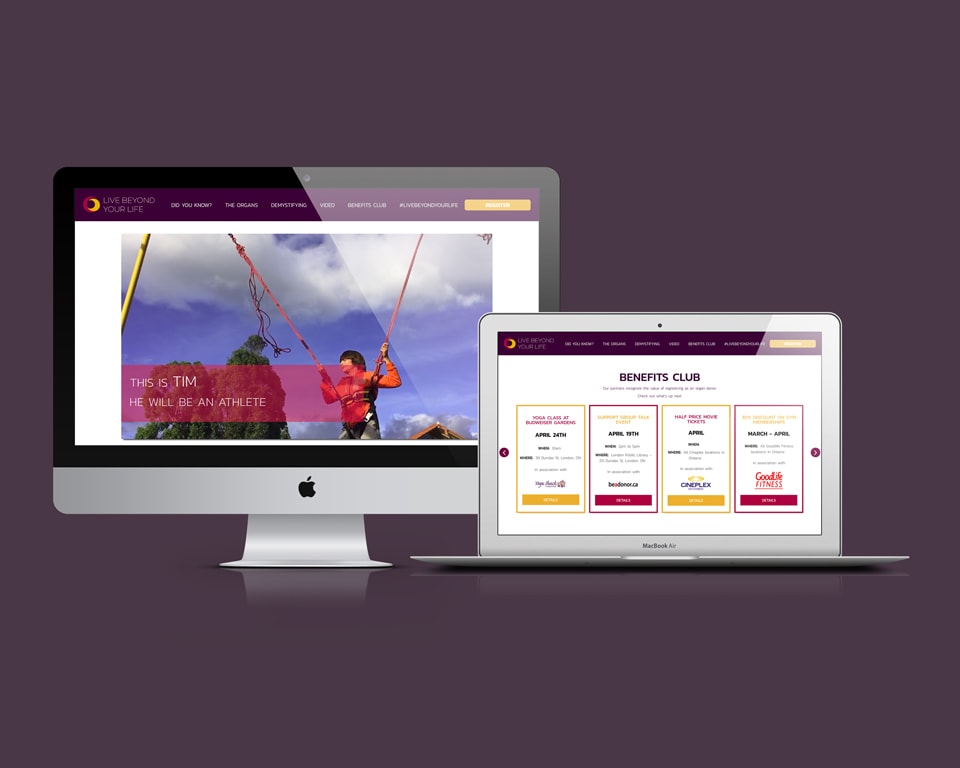 LIVE BEYOND
YOUR LIFE
DID YOU KNOW? THE ORGANS DEMYSTIFYING VIDEO BENEFITS CLUB #LIVEBEYONDYOURLIFE REGISTER
THIS IS TIM
HE WILL BE AN ATHLETE
LIVE BEYOND
YOUR LIFE
DID YOU KNOW? THE ORGANS DEMYSTIFYING VIDEO BENEFITS CLUB #LIVEBEYONDYOURLIFE REGISTER
BENEFITS CLUB
Our partners recognize the value of registering as an organ donor.
Check out what's up next
YOGA CLASS AT
BUDWEISER GARDENS
APRIL 24TH
WHEN: 10am
WHERE: 99 Dundas St, London, ON
In association with
Yoga Shack
DETAILS
SUPPORT GROUP TALK
EVENT
APRIL 19TH
WHEN: 2pm to 5pm
WHERE: London Public Library -
251 Dundas St, London, ON
In association with
beadonor.ca
DETAILS
HALF PRICE MOVIE
TICKETS
APRIL
WHEN:
WHERE: All Cineplex locations in
Ontario
In association with
CINEPLEX
DETAILS
DISCOUNT ON GYM
MEMBERSHIPS
MARCH - APRIL
WHERE: All Goodlife Fitness
locations in Ontario
In association with
GoodLife
FITNESS
DETAILS
MacBook Air